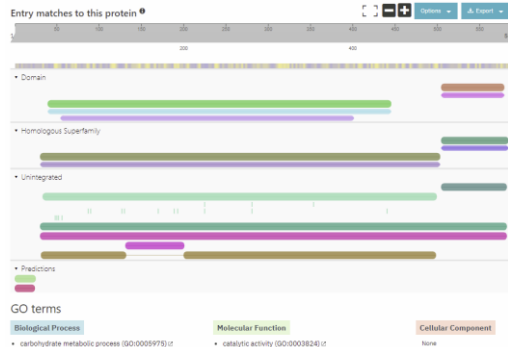 Entry matches to this protein
Options
Export
50 100 150 200 250 300 350 400 450 500 550
200 400
Domain
Homologous Superfamily
Unintegrated
Predictions
GO terms
Biological Process Molecular Function Cellular Component
carbohydrate metabolic process (GO:0005975) catalytic activity (GO:0003824) None